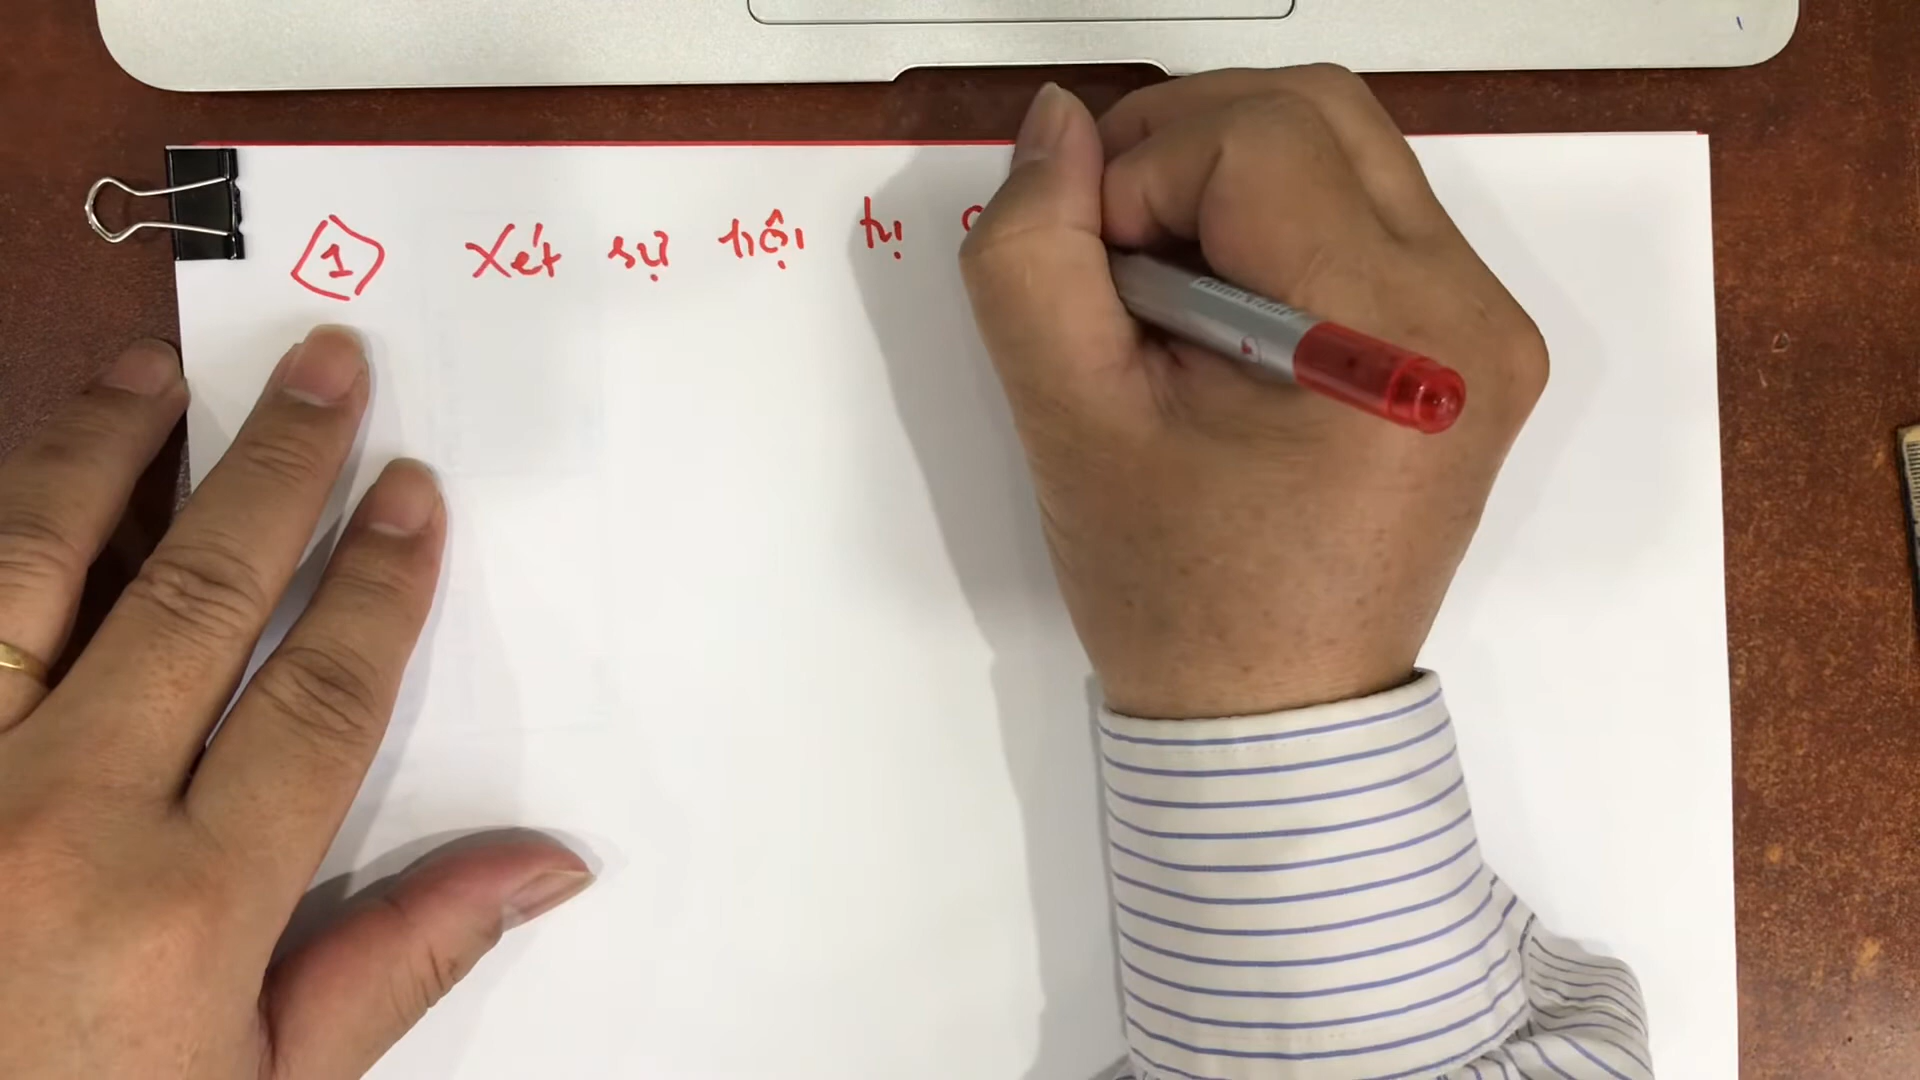 1 Xét sự hội tụ